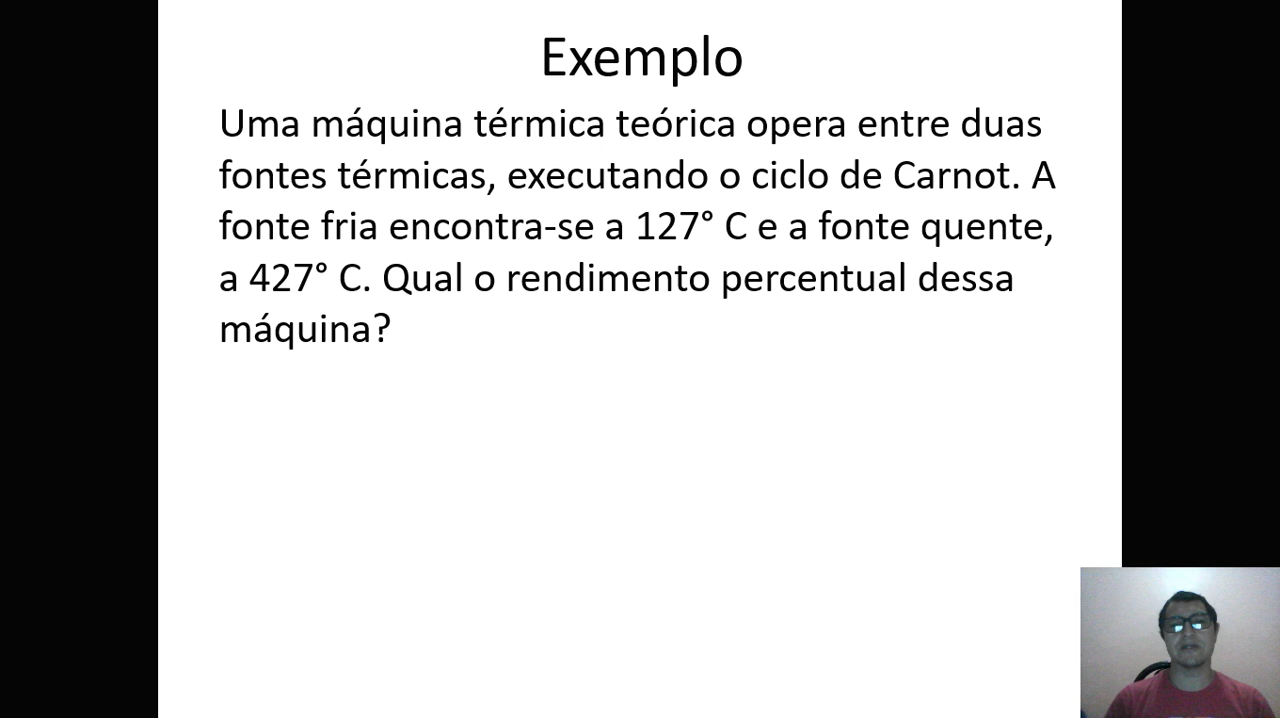 Exemplo
Uma máquina térmica teórica opera entre duas
fontes térmicas, executando o ciclo de Carnot. A
fonte fria encontra-se a 127° C e a fonte quente,
a 427° C. Qual o rendimento percentual dessa
máquina?